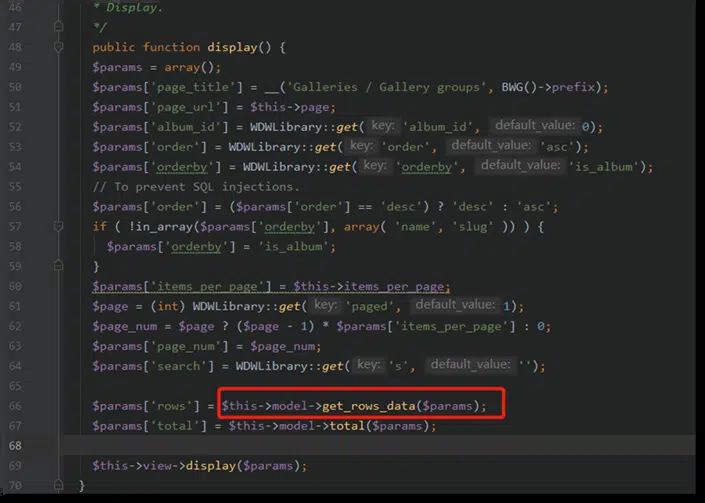 46 * Display.
47 */
48 public function display() {
49 $params = array();
50 $params['page_title'] = __('Galleries / Gallery groups', BWG()->prefix);
51 $params['page_url'] = $this->page;
52 $params['album_id'] = WDWLibrary::get( key: 'album_id', default_value: 0);
53 $params['order'] = WDWLibrary::get( key: 'order', default_value: 'asc');
54 $params['orderby'] = WDWLibrary::get( key: 'orderby', default_value: 'is_album');
55 // To prevent SQL injections.
56 $params['order'] = ($params['order'] == 'desc') ? 'desc' : 'asc';
57 if ( !in_array($params['orderby'], array( 'name', 'slug' )) ) {
58 $params['orderby'] = 'is_album';
59 }
60 $params['items_per_page'] = $this->items_per_page;
61 $page = (int) WDWLibrary::get( key: 'paged', default_value: 1);
62 $page_num = $page ? ($page - 1) * $params['items_per_page'] : 0;
63 $params['page_num'] = $page_num;
64 $params['search'] = WDWLibrary::get( key: 's', default_value: '');
65
66 $params['rows'] = $this->model->get_rows_data($params);
67 $params['total'] = $this->model->total($params);
68
69 $this->view->display($params);
70 }